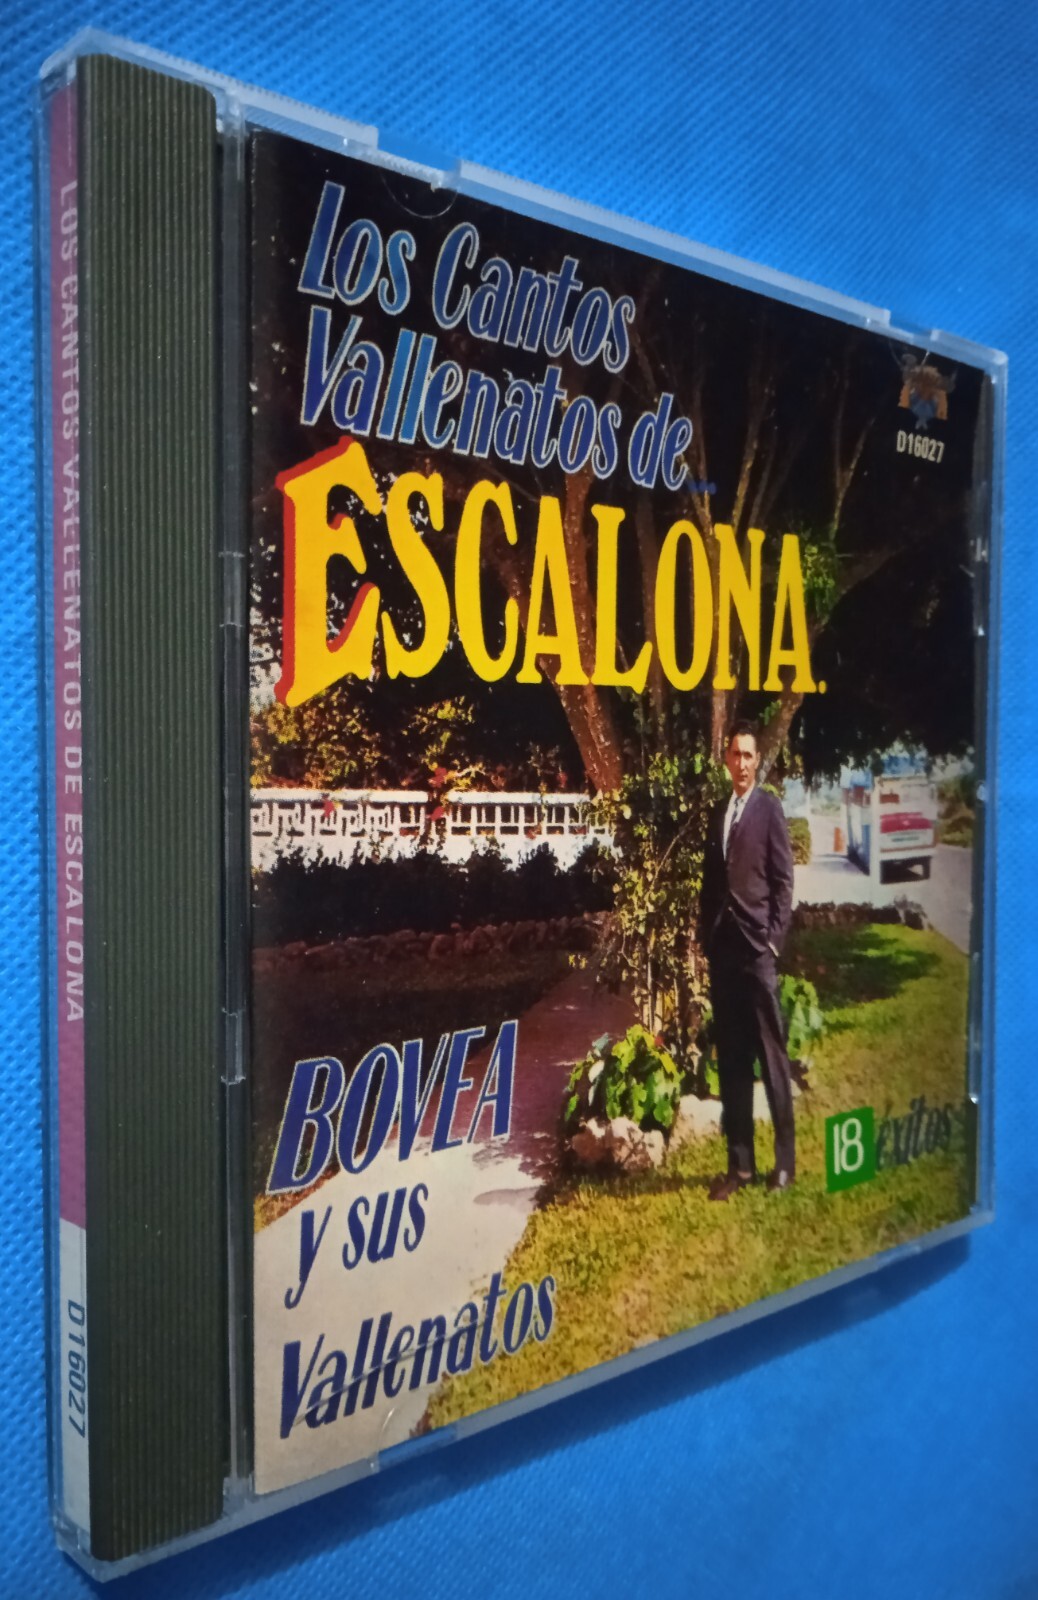 LOS CANTOS VALLENATOS DE ESCALONA
D16027
Los Cantos
Vallenatos de...
ESCALONA.
D16027
BOVEA
y sus
Vallenatos
18 éxitos